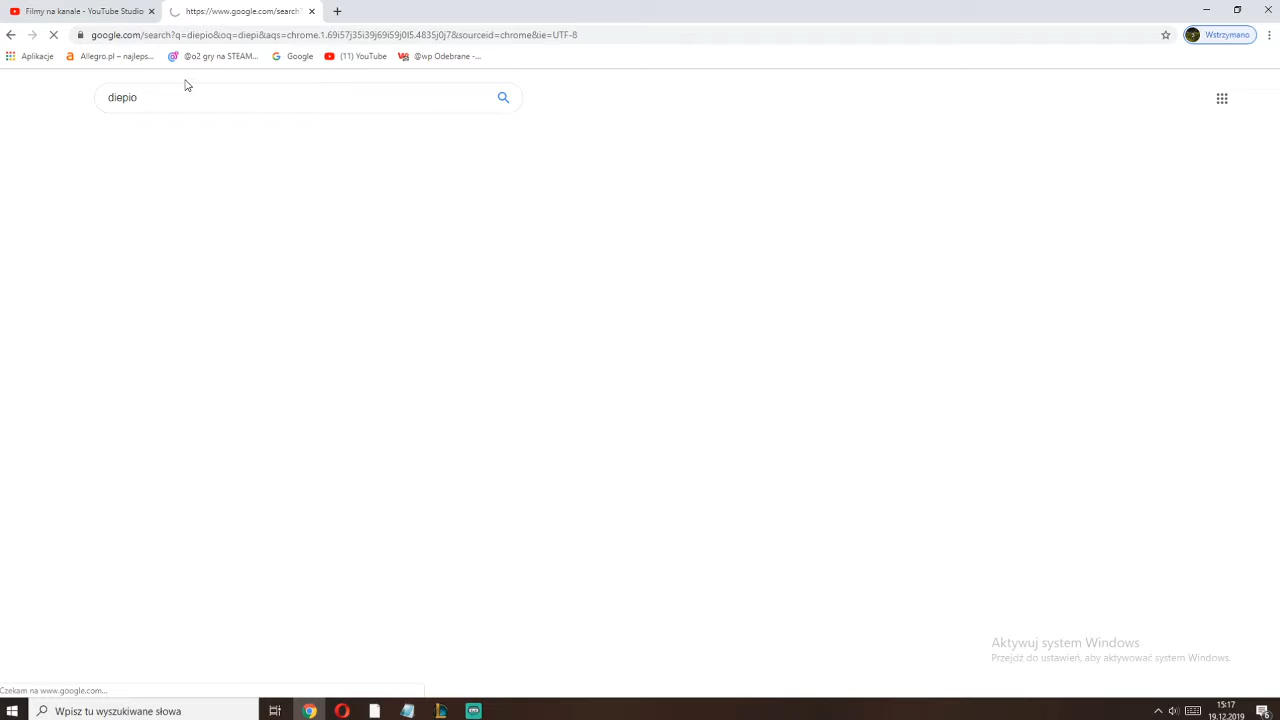 Filmy na kanale - YouTube Studio
https://www.google.com/search?
google.com/search?q=diepio&oq=diepi&aqs=chrome.1.69i57j35i39j69i59j0l5.4835j0j7&sourceid=chrome&ie=UTF-8
Wstrzymano
Aplikacje
Allegro.pl – najleps...
@o2 gry na STEAM...
Google
(11) YouTube
@wp Odebrane -...
diepio
Aktywuj system Windows
Przejdź do ustawień, aby aktywować system Windows.
Czekam na www.google.com...
Wpisz tu wyszukiwane słowa
15:17
19.12.2019